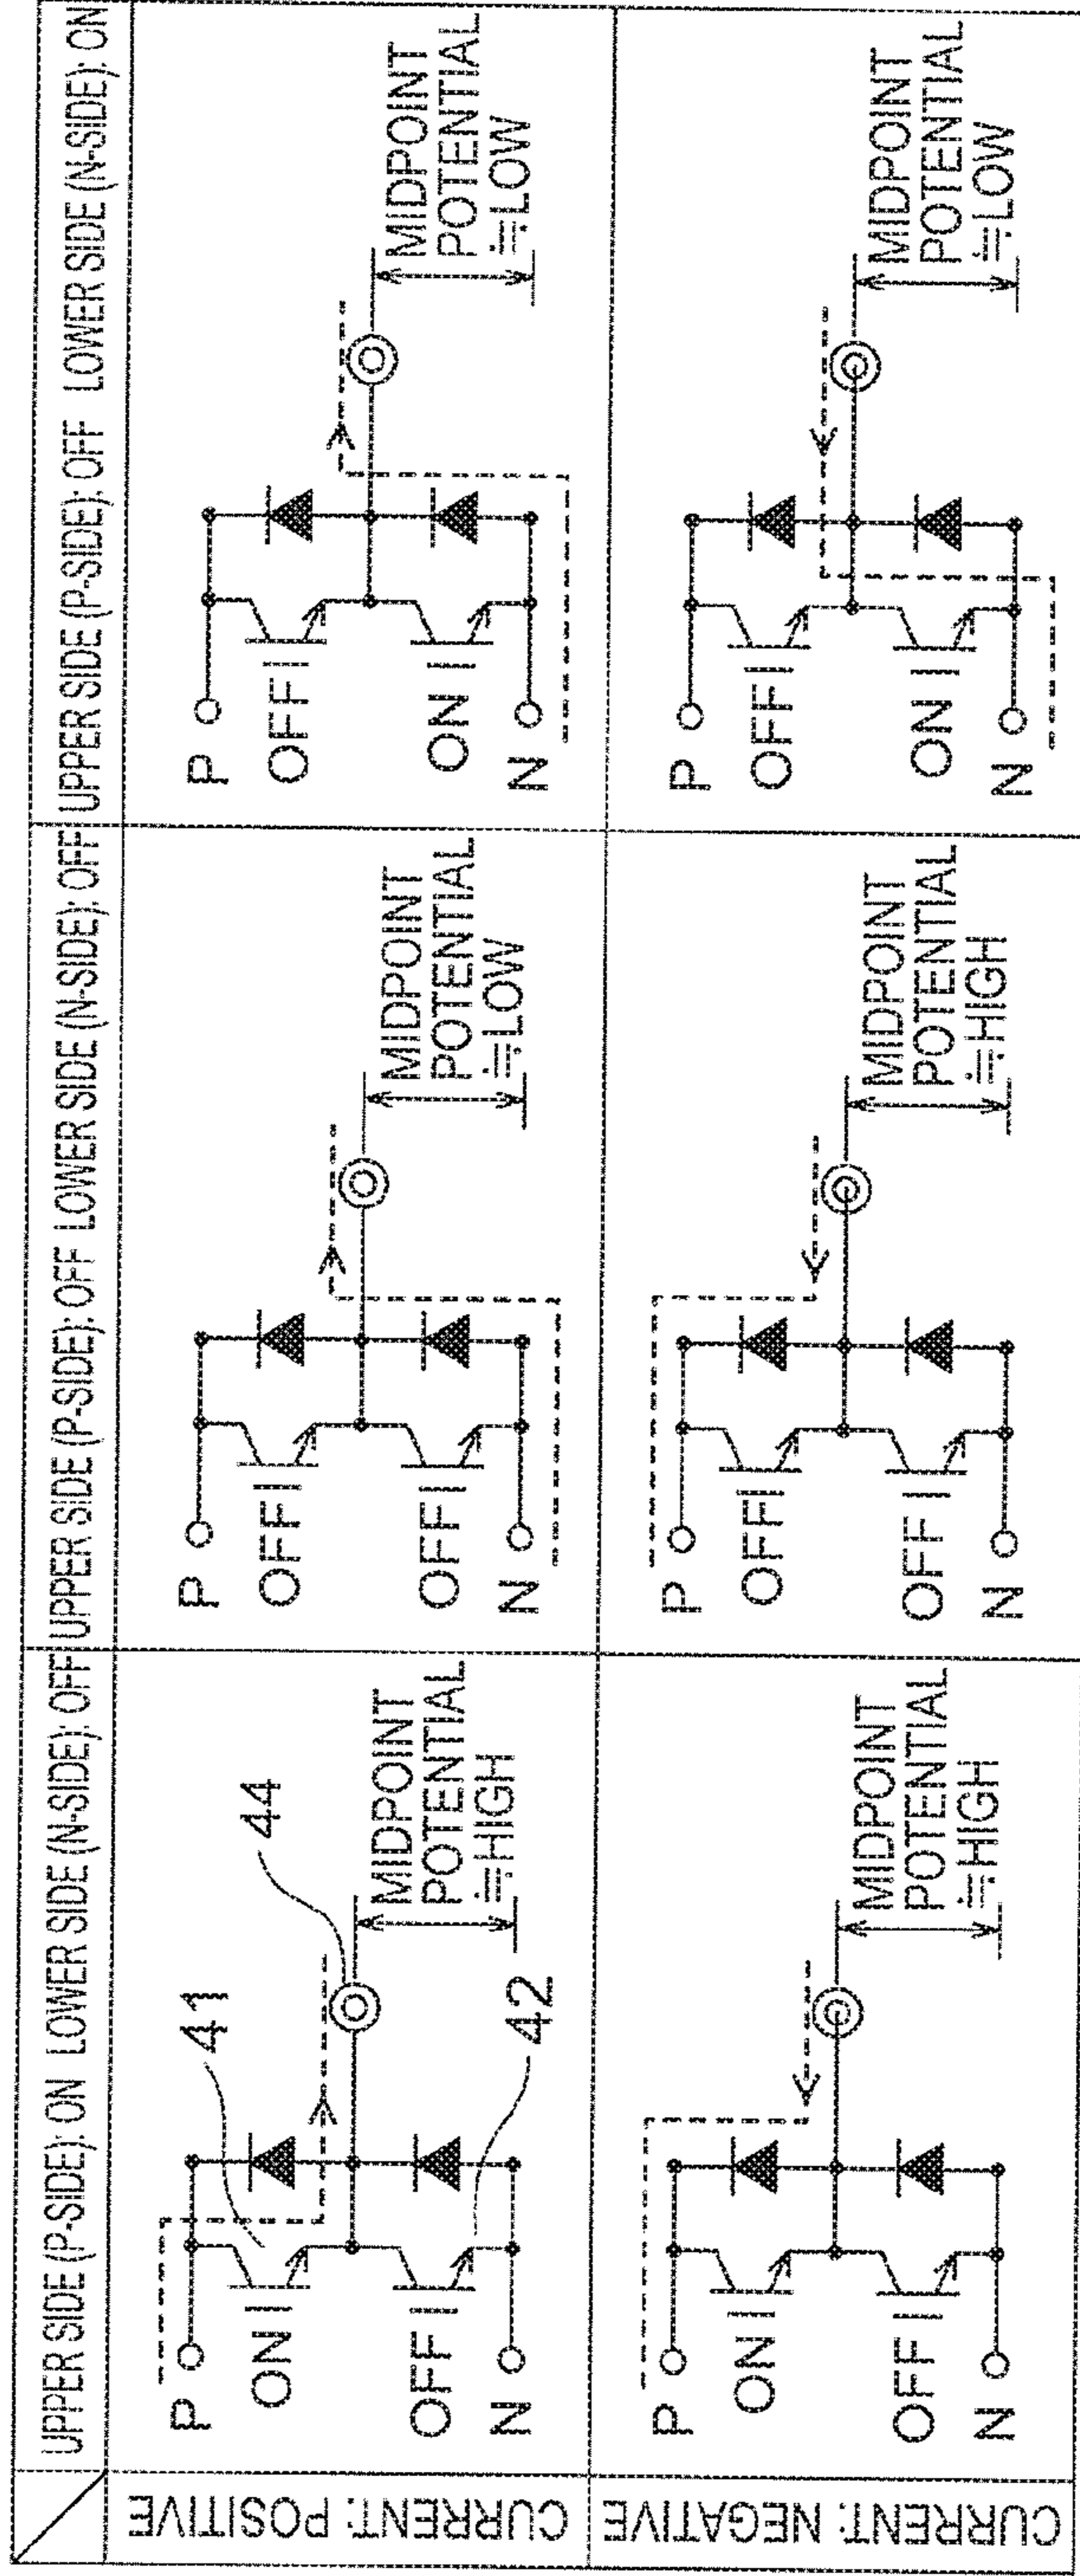 UPPER SIDE (P-SIDE): ON LOWER SIDE (N-SIDE): OFF
UPPER SIDE (P-SIDE): OFF LOWER SIDE (N-SIDE): OFF
UPPER SIDE (P-SIDE): OFF LOWER SIDE (N-SIDE): ON
CURRENT: POSITIVE
P
ON
OFF
N
41
44
42
MIDPOINT
POTENTIAL
≒HIGH
P
OFF
OFF
N
MIDPOINT
POTENTIAL
≒LOW
P
OFF
ON
N
MIDPOINT
POTENTIAL
≒LOW
CURRENT: NEGATIVE
P
ON
OFF
N
MIDPOINT
POTENTIAL
≒HIGH
P
OFF
OFF
N
MIDPOINT
POTENTIAL
≒HIGH
P
OFF
ON
N
MIDPOINT
POTENTIAL
≒LOW